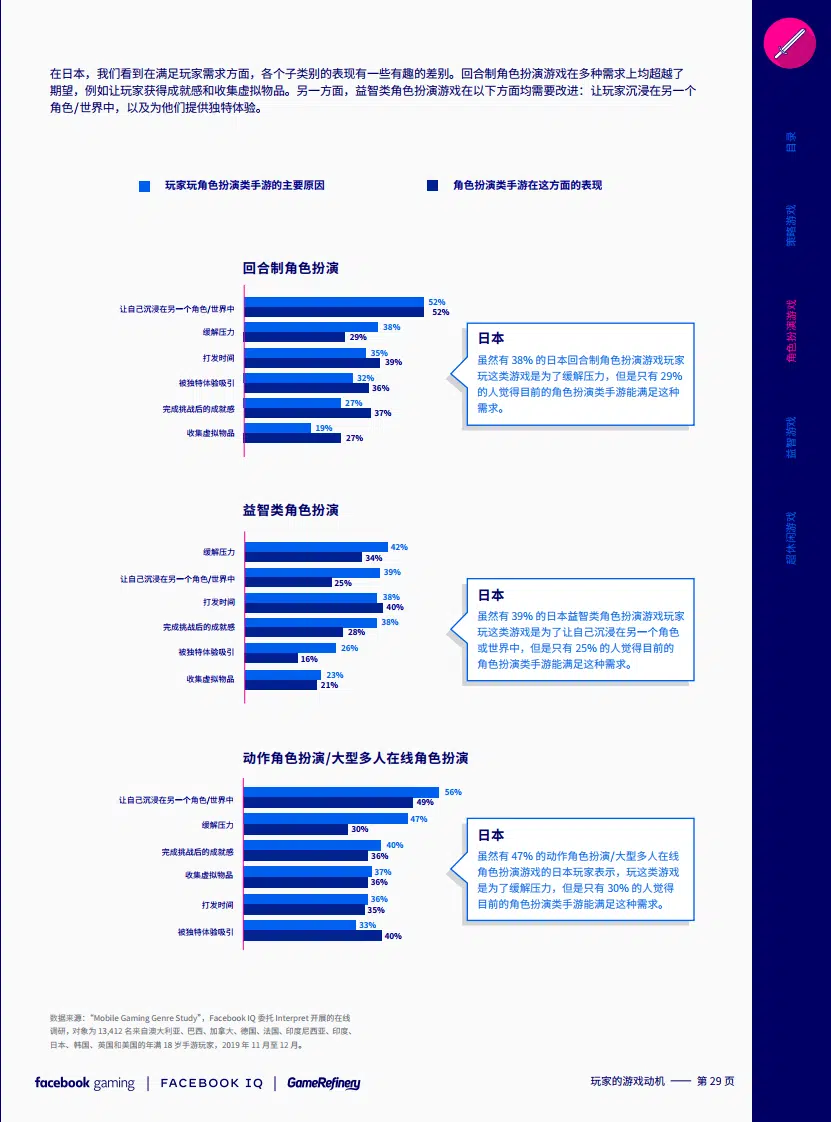 在日本，我们看到在满足玩家需求方面，各个子类别的表现有一些有趣的差别。回合制角色扮演游戏在多种需求上均超越了
期望，例如让玩家获得成就感和收集虚拟物品。另一方面，益智类角色扮演游戏在以下方面均需要改进：让玩家沉浸在另一个
角色/世界中，以及为他们提供独特体验。
玩家玩角色扮演类手游的主要原因
角色扮演类手游在这方面的表现
回合制角色扮演
让自己沉浸在另一个角色/世界中
52%
52%
缓解压力
38%
29%
打发时间
35%
39%
被独特体验吸引
32%
36%
完成挑战后的成就感
27%
37%
收集虚拟物品
19%
27%
日本
虽然有 38% 的日本回合制角色扮演游戏玩家
玩这类游戏是为了缓解压力，但是只有 29%
的人觉得目前的角色扮演类手游能满足这种
需求。
益智类角色扮演
缓解压力
42%
34%
让自己沉浸在另一个角色/世界中
39%
25%
打发时间
38%
40%
完成挑战后的成就感
38%
28%
被独特体验吸引
26%
16%
收集虚拟物品
23%
21%
日本
虽然有 39% 的日本益智类角色扮演游戏玩家
玩这类游戏是为了让自己沉浸在另一个角色
或世界中，但是只有 25% 的人觉得目前的
角色扮演类手游能满足这种需求。
动作角色扮演/大型多人在线角色扮演
让自己沉浸在另一个角色/世界中
56%
49%
缓解压力
47%
30%
完成挑战后的成就感
40%
36%
收集虚拟物品
37%
36%
打发时间
36%
35%
被独特体验吸引
33%
40%
日本
虽然有 47% 的动作角色扮演/大型多人在线
角色扮演游戏的日本玩家表示，玩这类游戏
是为了缓解压力，但是只有 30% 的人觉得
目前的角色扮演类手游能满足这种需求。
数据来源：“Mobile Gaming Genre Study”，Facebook IQ 委托 Interpret 开展的在线
调研，对象为 13,412 名来自澳大利亚、巴西、加拿大、德国、法国、印度尼西亚、印度、
日本、韩国、英国和美国的年满 18 岁手游玩家，2019 年 11 月至 12 月。
facebook gaming | FACEBOOK IQ | GameRefinery
玩家的游戏动机 —— 第 29 页
目录
策略游戏
角色扮演游戏
益智游戏
超休闲游戏